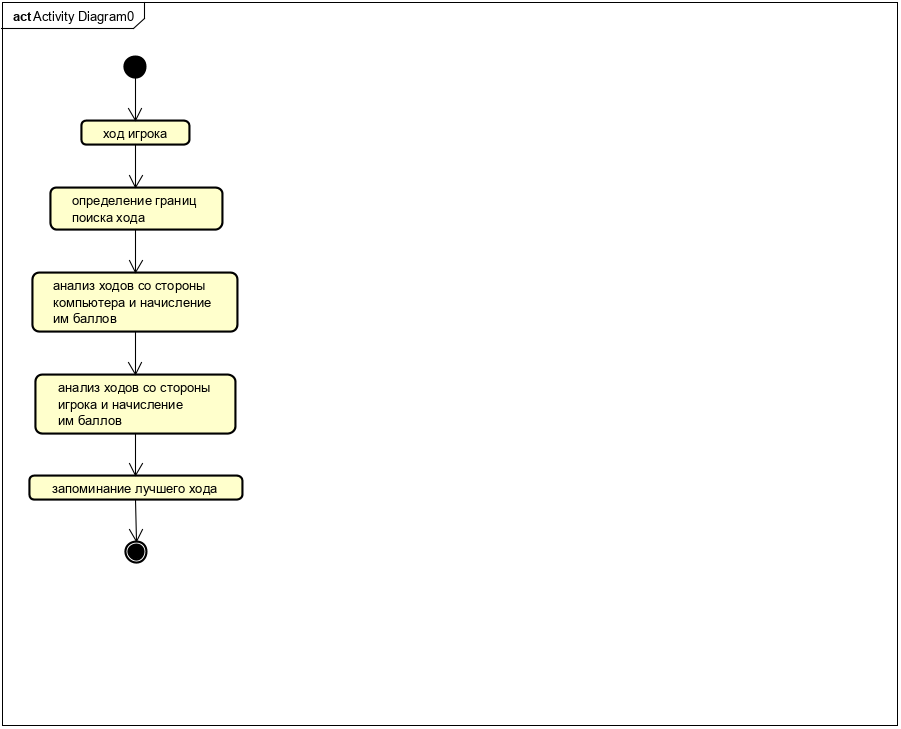 act Activity Diagram0
ход игрока
определение границ
поиска хода
анализ ходов со стороны
компьютера и начисление
им баллов
анализ ходов со стороны
игрока и начисление
им баллов
запоминание лучшего хода